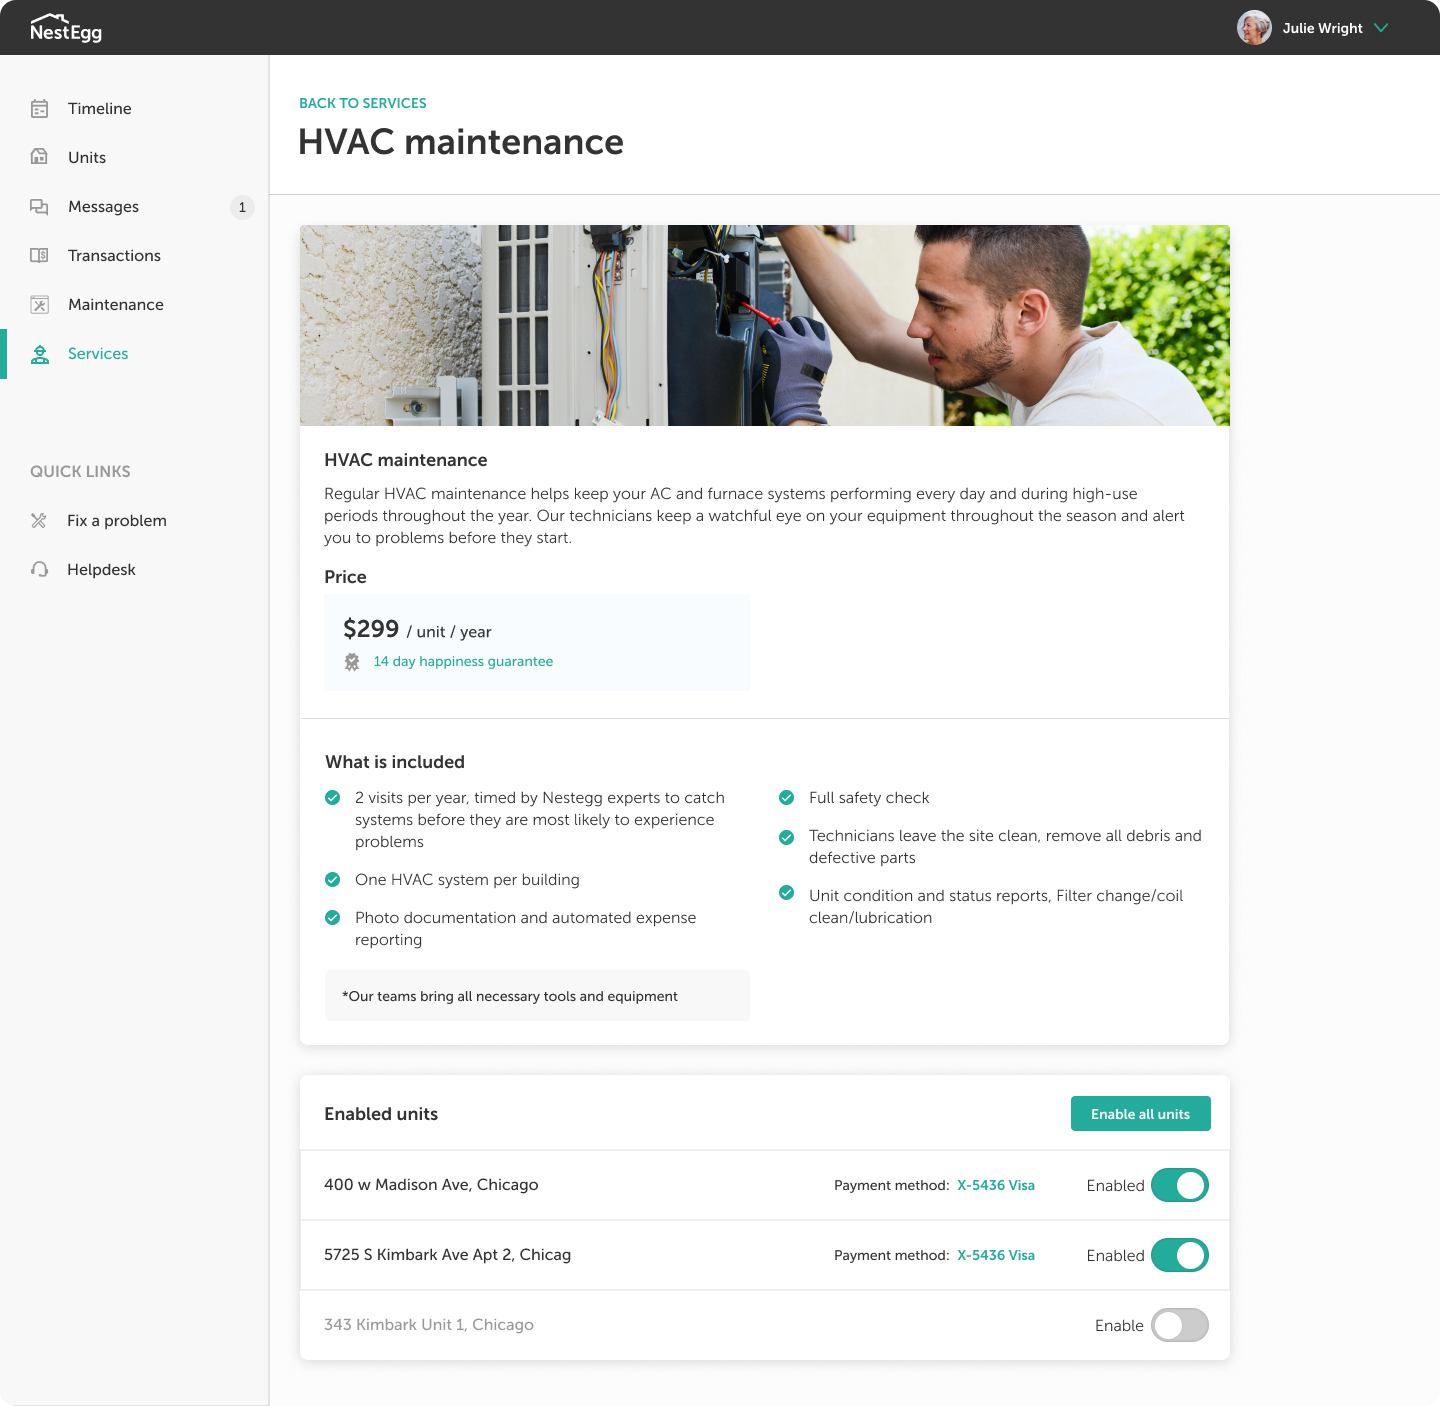 NestEgg
Julie Wright
Timeline
Units
Messages
1
Transactions
Maintenance
Services
QUICK LINKS
Fix a problem
Helpdesk
BACK TO SERVICES
HVAC maintenance
HVAC maintenance
Regular HVAC maintenance helps keep your AC and furnace systems performing every day and during high-use
periods throughout the year. Our technicians keep a watchful eye on your equipment throughout the season and alert
you to problems before they start.
Price
$299 / unit / year
14 day happiness guarantee
What is included
2 visits per year, timed by Nestegg experts to catch
systems before they are most likely to experience
problems
One HVAC system per building
Photo documentation and automated expense
reporting
*Our teams bring all necessary tools and equipment
Full safety check
Technicians leave the site clean, remove all debris and
defective parts
Unit condition and status reports, Filter change/coil
clean/lubrication
Enabled units
Enable all units
400 w Madison Ave, Chicago
Payment method: X-5436 Visa
Enabled
5725 S Kimbark Ave Apt 2, Chicag
Payment method: X-5436 Visa
Enabled
343 Kimbark Unit 1, Chicago
Enable